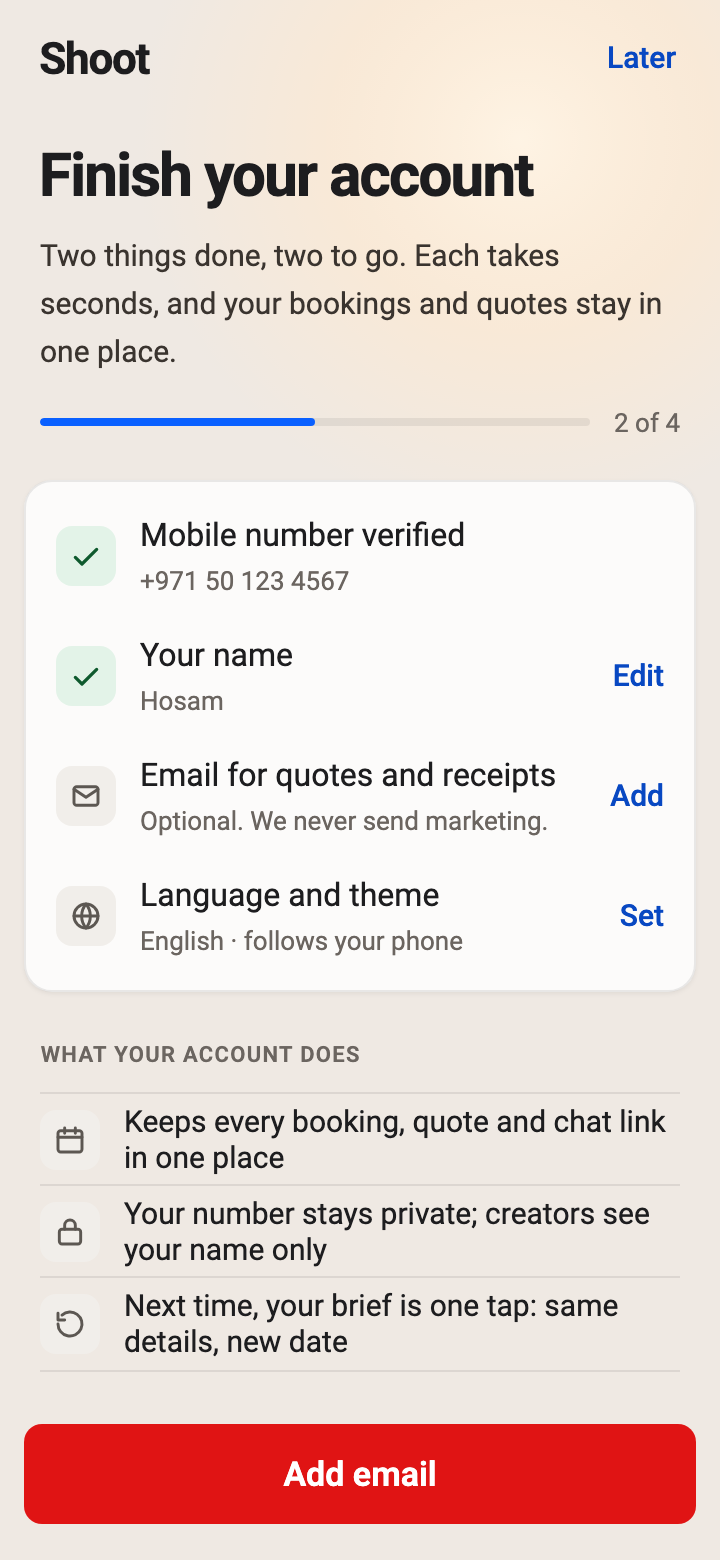 Shoot
Later
Finish your account
Two things done, two to go. Each takes
seconds, and your bookings and quotes stay in
one place.
2 of 4
Mobile number verified
+971 50 123 4567
Your name
Hosam
Edit
Email for quotes and receipts
Optional. We never send marketing.
Add
Language and theme
English · follows your phone
Set
WHAT YOUR ACCOUNT DOES
Keeps every booking, quote and chat link
in one place
Your number stays private; creators see
your name only
Next time, your brief is one tap: same
details, new date
Add email